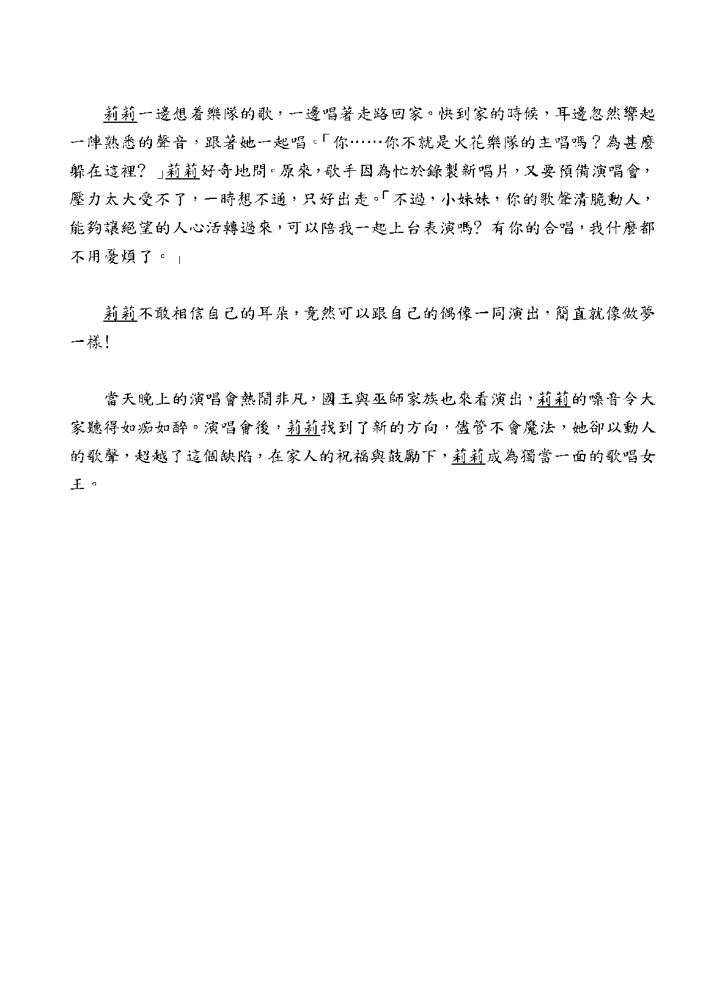 莉莉一邊想着樂隊的歌，一邊唱著走路回家。快到家的時候，耳邊忽然響起
一陣熟悉的聲音，跟著她一起唱。「你……你不就是火花樂隊的主唱嗎？為甚麼
躲在這裡？」莉莉好奇地問。原來，歌手因為忙於錄製新唱片，又要預備演唱會，
壓力太大受不了，一時想不通，只好出走。「不過，小妹妹，你的歌聲清脆動人，
能夠讓絕望的人心活轉過來，可以陪我一起上台表演嗎？有你的合唱，我什麼都
不用憂煩了。」
莉莉不敢相信自己的耳朵，竟然可以跟自己的偶像一同演出，簡直就像做夢
一樣！
當天晚上的演唱會熱鬧非凡，國王與巫師家族也來看演出，莉莉的嗓音令大
家聽得如痴如醉。演唱會後，莉莉找到了新的方向，儘管不會魔法，她卻以動人
的歌聲，超越了這個缺陷，在家人的祝福與鼓勵下，莉莉成為獨當一面的歌唱女
王。